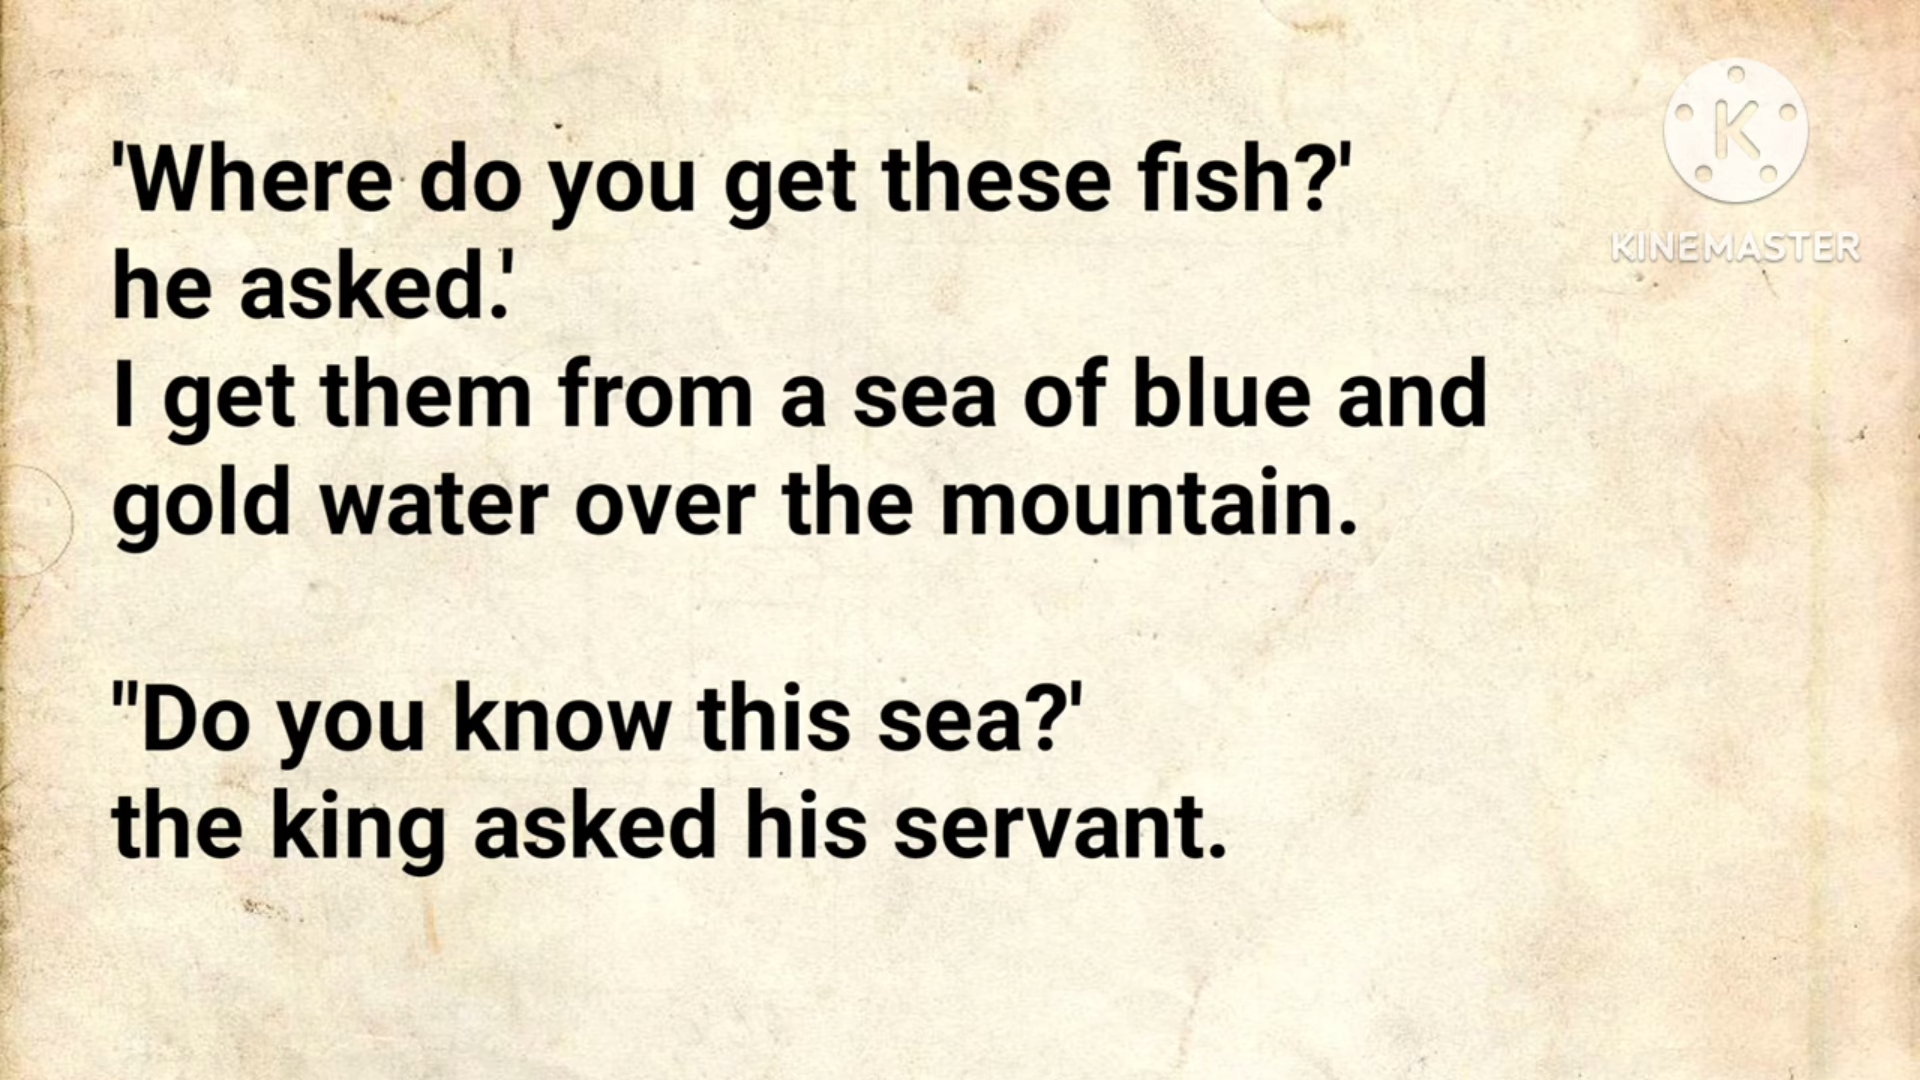 'Where do you get these fish?'
he asked.'
I get them from a sea of blue and
gold water over the mountain.
"Do you know this sea?'
the king asked his servant.
K
KINEMASTER